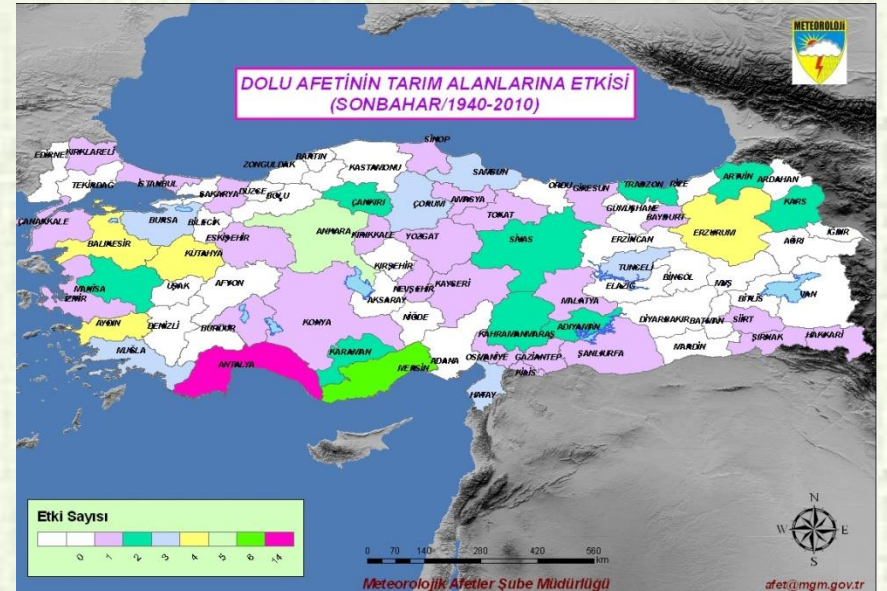 METEOROLOJİ
DOLU AFETİNİN TARIM ALANLARINA ETKİSİ
(SONBAHAR/1940-2010)
SİNOP
EDİRNE KIRKLARELİ
BARTIN
ZONGULDAK
KASTAMONU
SAMSUN
ARTVİN
ARDAHAN
TEKİRDAĞ
İSTANBUL
SAKARYA
DÜZCE
BOLU
ORDU
GİRESUN
TRABZON
RİZE
KARS
ÇANKIRI
ÇORUM
AMASYA
TOKAT
GÜMÜŞHANE
BAYBURT
ÇANAKKALE
BURSA
BİLECİK
ESKİŞEHİR
ANKARA
KIRIKKALE
YOZGAT
SİVAS
ERZİNCAN
ERZURUM
AĞRI
IĞDIR
BALIKESİR
KÜTAHYA
KIRŞEHİR
TUNCELİ
BİNGÖL
MUŞ
MANİSA
İZMİR
UŞAK
AFYON
NEVŞEHİR
KAYSERİ
AKSARAY
MALATYA
ELAZIĞ
BİTLİS
VAN
AYDIN
DENİZLİ
BURDUR
KONYA
NİĞDE
KAHRAMANMARAŞ
ADIYAMAN
DİYARBAKIR
BATMAN
SİİRT
MUĞLA
ANTALYA
KARAMAN
MERSİN
ADANA
OSMANİYE
GAZİANTEP
KİLİS
ŞANLIURFA
MARDİN
ŞIRNAK
HAKKARİ
HATAY
Etki Sayısı
0 1 2 3 4 5 6 14
0 70 140 280 420 560
km
N
W E
S
Meteorolojik Afetler Şube Müdürlüğü
afet@mgm.gov.tr